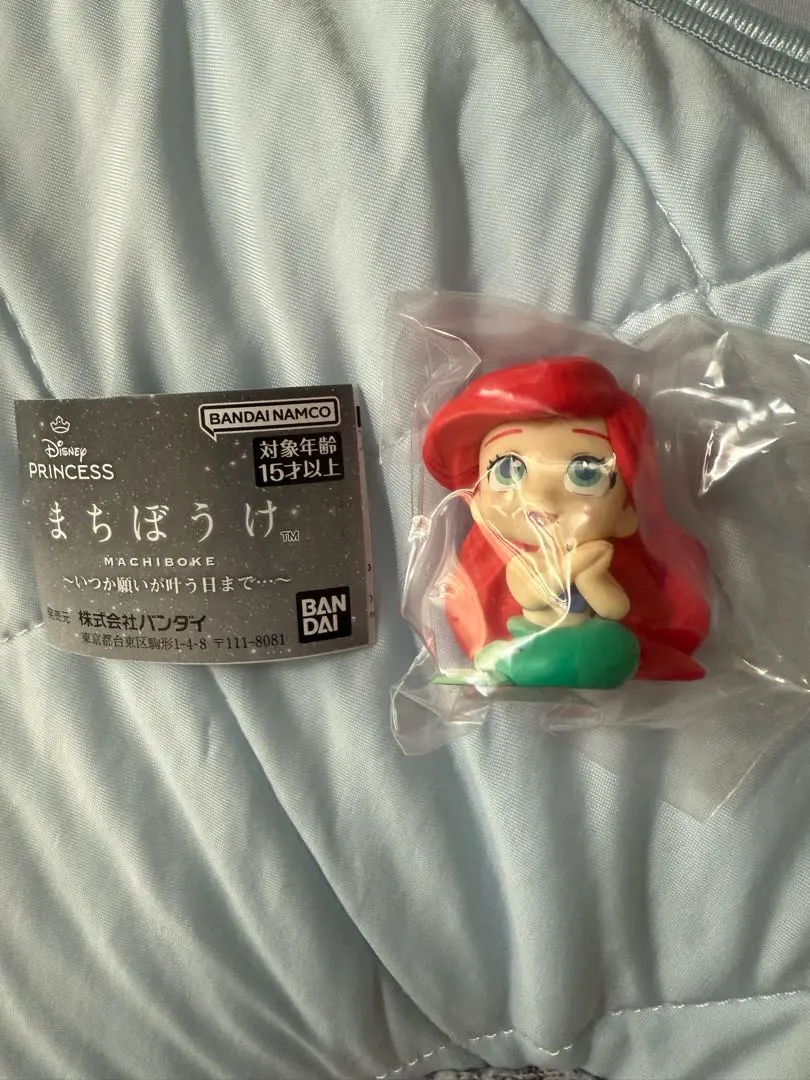 BANDAI NAMCO
Disney
PRINCESS
対象年齢
15才以上
まちぼうけ™
MACHIBOKE
〜いつか願いが叶う日まで…〜
発売元 株式会社バンダイ
東京都台東区駒形1-4-8 〒111-8081
BAN
DAI